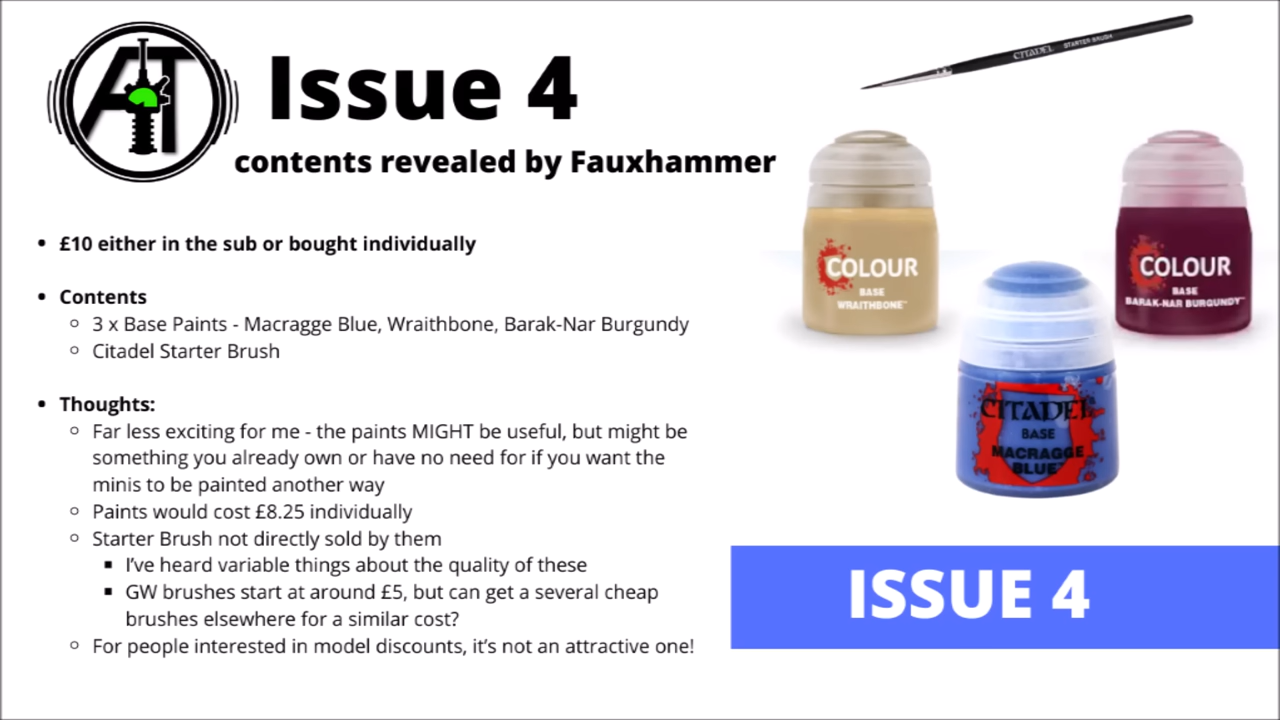 AT
Issue 4
contents revealed by Fauxhammer
• £10 either in the sub or bought individually
• Contents
○ 3 x Base Paints - Macragge Blue, Wraithbone, Barak-Nar Burgundy
○ Citadel Starter Brush
• Thoughts:
○ Far less exciting for me - the paints MIGHT be useful, but might be
something you already own or have no need for if you want the
minis to be painted another way
○ Paints would cost £8.25 individually
○ Starter Brush not directly sold by them
▪ I've heard variable things about the quality of these
▪ GW brushes start at around £5, but can get a several cheap
brushes elsewhere for a similar cost?
○ For people interested in model discounts, it's not an attractive one!
CITADEL STARTER BRUSH
COLOUR
BASE
WRAITHBONE™
COLOUR
BASE
BARAK-NAR BURGUNDY™
CITADEL
BASE
MACRAGGE
BLUE
ISSUE 4